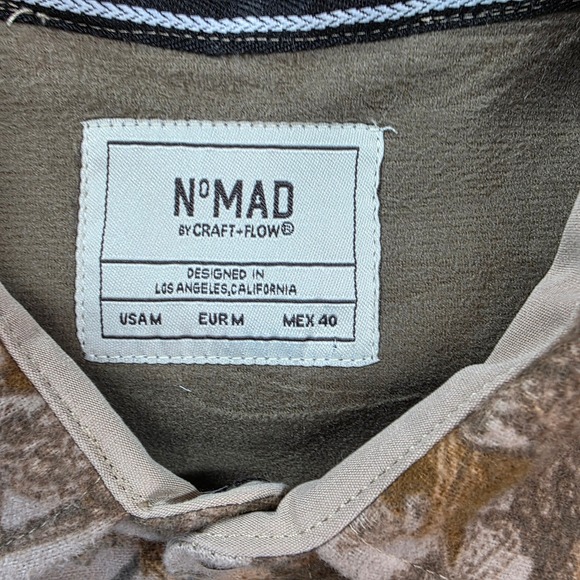 NºMAD
BY CRAFT+FLOW®
DESIGNED IN
LOS ANGELES,CALIFORNIA
USA M EUR M MEX 40